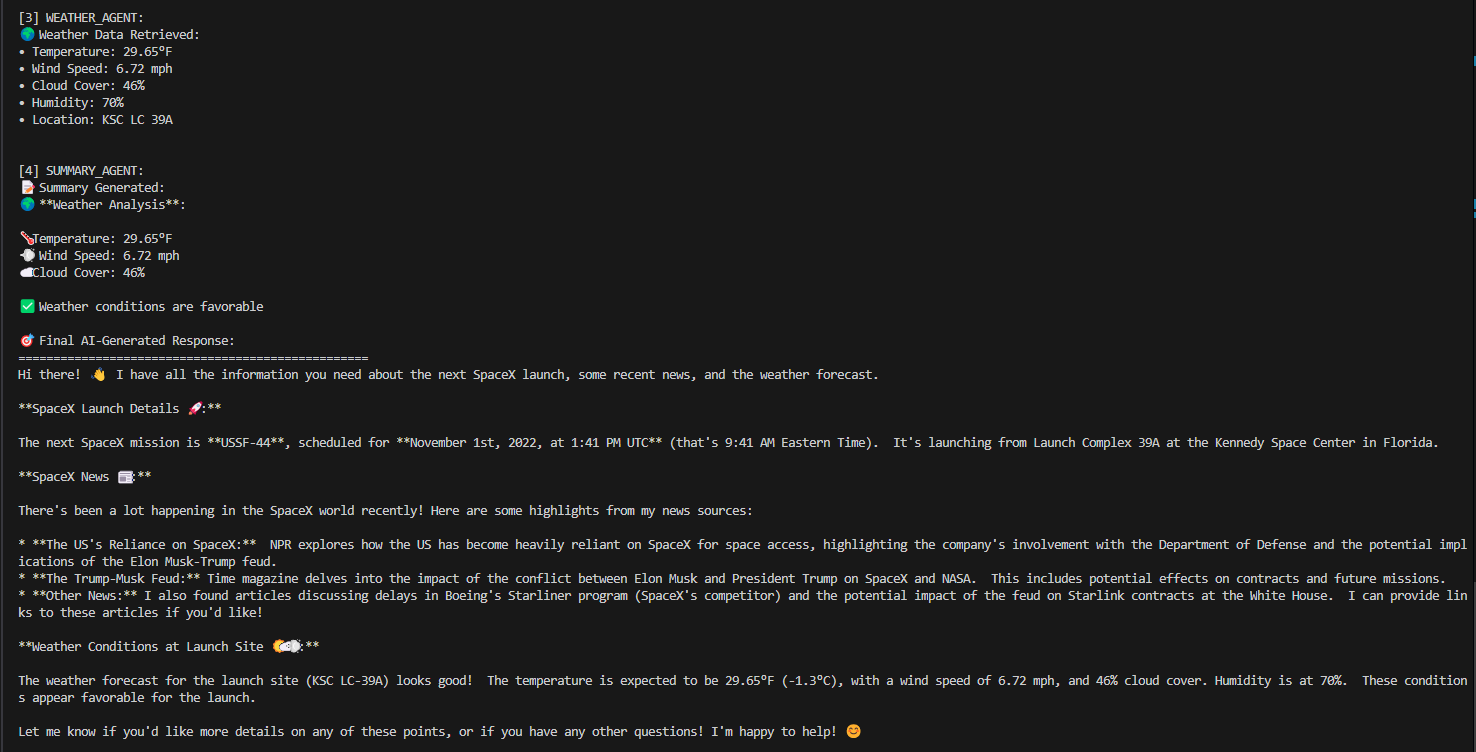 [3] WEATHER_AGENT:
🌍 Weather Data Retrieved:
• Temperature: 29.65°F
• Wind Speed: 6.72 mph
• Cloud Cover: 46%
• Humidity: 70%
• Location: KSC LC 39A
[4] SUMMARY_AGENT:
📝 Summary Generated:
🌍 **Weather Analysis**:
🌡️Temperature: 29.65°F
💨 Wind Speed: 6.72 mph
☁️Cloud Cover: 46%
✅ Weather conditions are favorable
🎯 Final AI-Generated Response:
==================================================
Hi there! 👋 I have all the information you need about the next SpaceX launch, some recent news, and the weather forecast.
**SpaceX Launch Details 🚀:**
The next SpaceX mission is **USSF-44**, scheduled for **November 1st, 2022, at 1:41 PM UTC** (that's 9:41 AM Eastern Time).  It's launching from Launch Complex 39A at the Kennedy Space Center in Florida.
**SpaceX News 📰:**
There's been a lot happening in the SpaceX world recently! Here are some highlights from my news sources:
* **The US's Reliance on SpaceX:**  NPR explores how the US has become heavily reliant on SpaceX for space access, highlighting the company's involvement with the Department of Defense and the potential impl
ications of the Elon Musk-Trump feud.
* **The Trump-Musk Feud:** Time magazine delves into the impact of the conflict between Elon Musk and President Trump on SpaceX and NASA.  This includes potential effects on contracts and future missions.
* **Other News:** I also found articles discussing delays in Boeing's Starliner program (SpaceX's competitor) and the potential impact of the feud on Starlink contracts at the White House.  I can provide lin
ks to these articles if you'd like!
**Weather Conditions at Launch Site 🌤️💨:**
The weather forecast for the launch site (KSC LC-39A) looks good!  The temperature is expected to be 29.65°F (-1.3°C), with a wind speed of 6.72 mph, and 46% cloud cover. Humidity is at 70%.  These condition
s appear favorable for the launch.
Let me know if you'd like more details on any of these points, or if you have any other questions! I'm happy to help! 😊